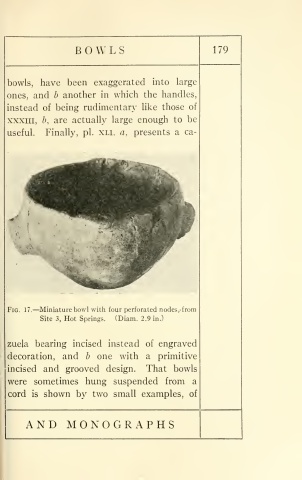 BOWLS 179
bowls, have been exaggerated into large
ones, and b another in which the handles,
instead of being rudimentary like those of
XXXIII, b, are actually large enough to be
useful. Finally, pl. XLI. a, presents a ca-
FIG. 17.—Miniature bowl with four perforated nodes, from
Site 3, Hot Springs. (Diam. 2.9 in.)
zuela bearing incised instead of engraved
decoration, and b one with a primitive
incised and grooved design. That bowls
were sometimes hung suspended from a
cord is shown by two small examples, of
AND MONOGRAPHS